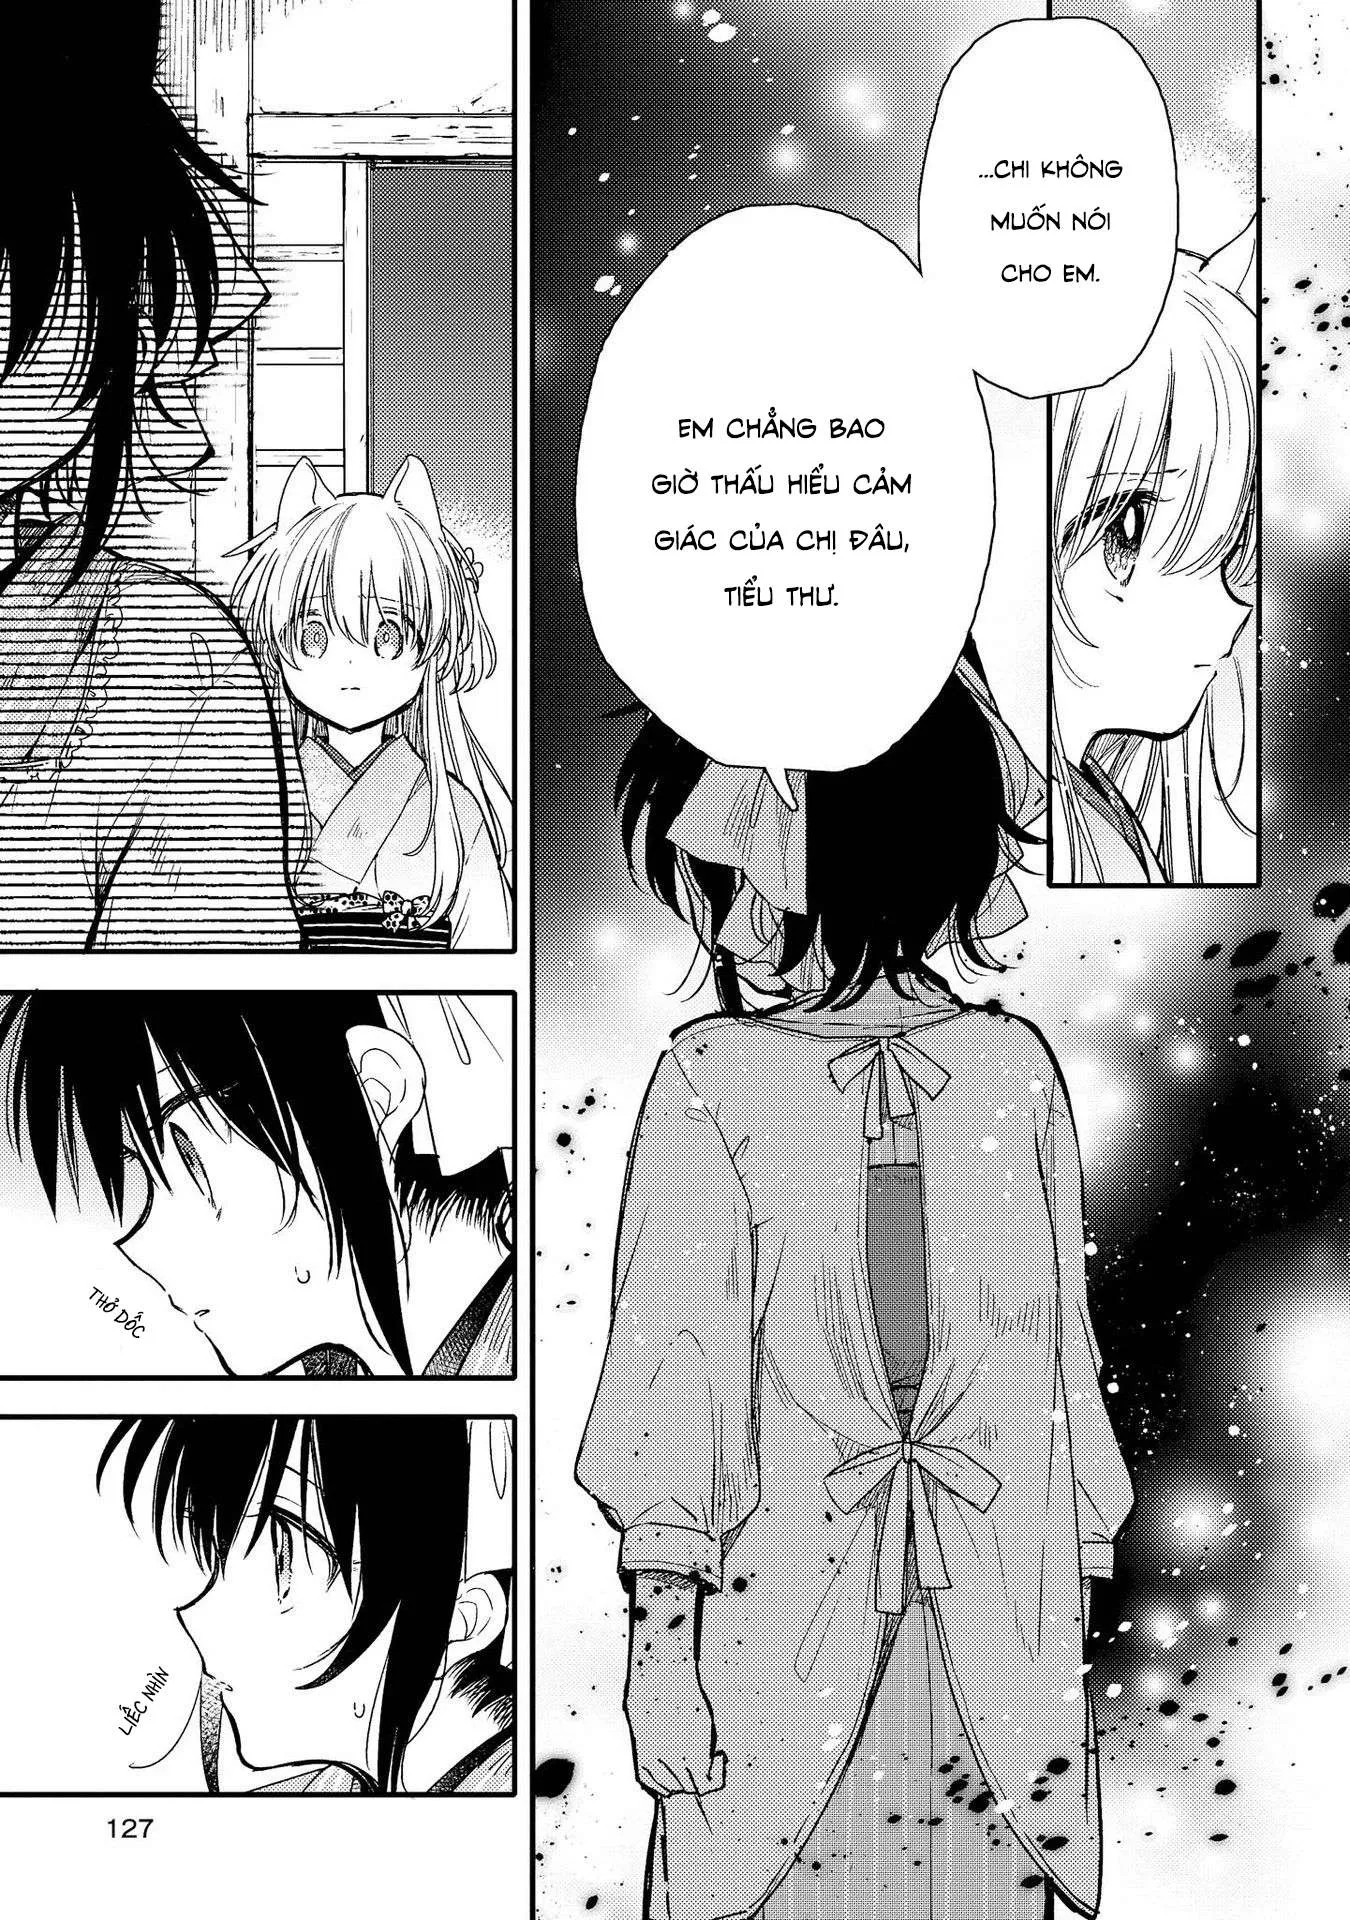 ...CHI KHÔNG
MUỐN NÓI
CHO EM.
EM CHẲNG BAO
GIỜ THẤU HIỂU CẢM
GIÁC CỦA CHỊ ĐÂU,
TIỂU THƯ.
THỞ DỐC
LIẾC NHÌN
127